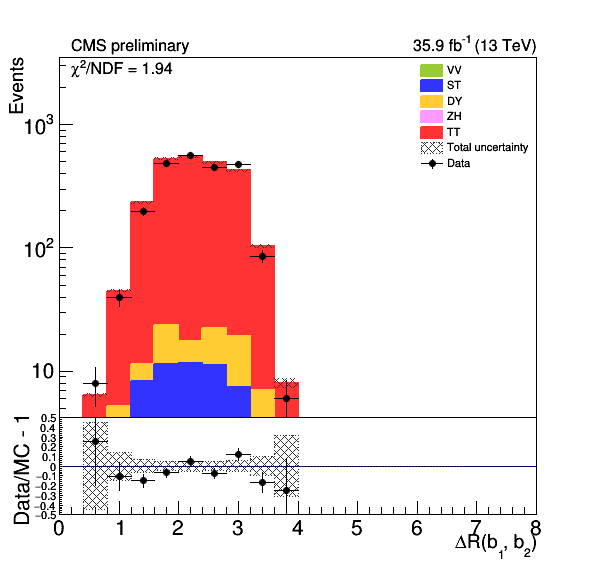 CMS preliminary 35.9 fb⁻¹ (13 TeV)
χ²/NDF = 1.94
Events
VV
ST
DY
ZH
TT
Total uncertainty
Data
10³
10²
10
Data/MC - 1
0.5
0.4
0.3
0.2
0.1
0
−0.1
−0.2
−0.3
−0.4
−0.5
0 1 2 3 4 5 6 7 8
ΔR(b₁, b₂)